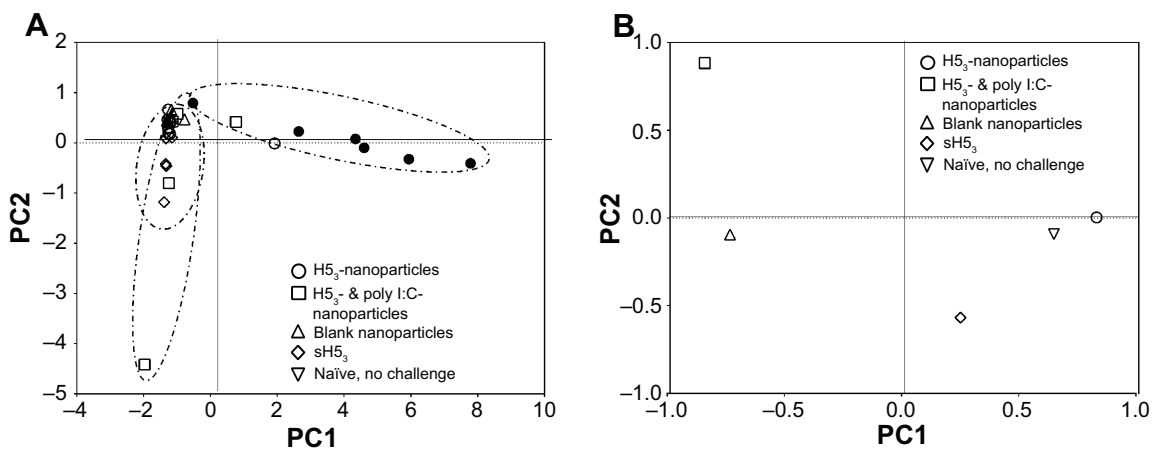 A
2
1
0
–1
–2
–3
–4
–5
PC2
–4
–2
0
2
4
6
8
10
PC1
H5₃-nanoparticles
H5₃- & poly I:C-
nanoparticles
Blank nanoparticles
sH5₃
Naïve, no challenge
B
1.0
0.5
0.0
–0.5
–1.0
PC2
–1.0
–0.5
0.0
0.5
1.0
PC1
H5₃-nanoparticles
H5₃- & poly I:C-
nanoparticles
Blank nanoparticles
sH5₃
Naïve, no challenge